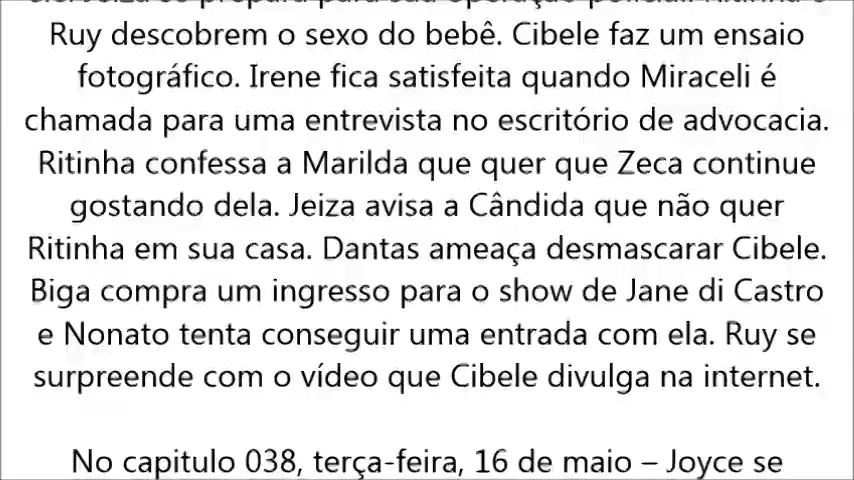 Ruy descobrem o sexo do bebê. Cibele faz um ensaio
fotográfico. Irene fica satisfeita quando Miraceli é
chamada para uma entrevista no escritório de advocacia.
Ritinha confessa a Marilda que quer que Zeca continue
gostando dela. Jeiza avisa a Cândida que não quer
Ritinha em sua casa. Dantas ameaça desmascarar Cibele.
Biga compra um ingresso para o show de Jane di Castro
e Nonato tenta conseguir uma entrada com ela. Ruy se
surpreende com o vídeo que Cibele divulga na internet.
No capitulo 038, terça-feira, 16 de maio – Joyce se